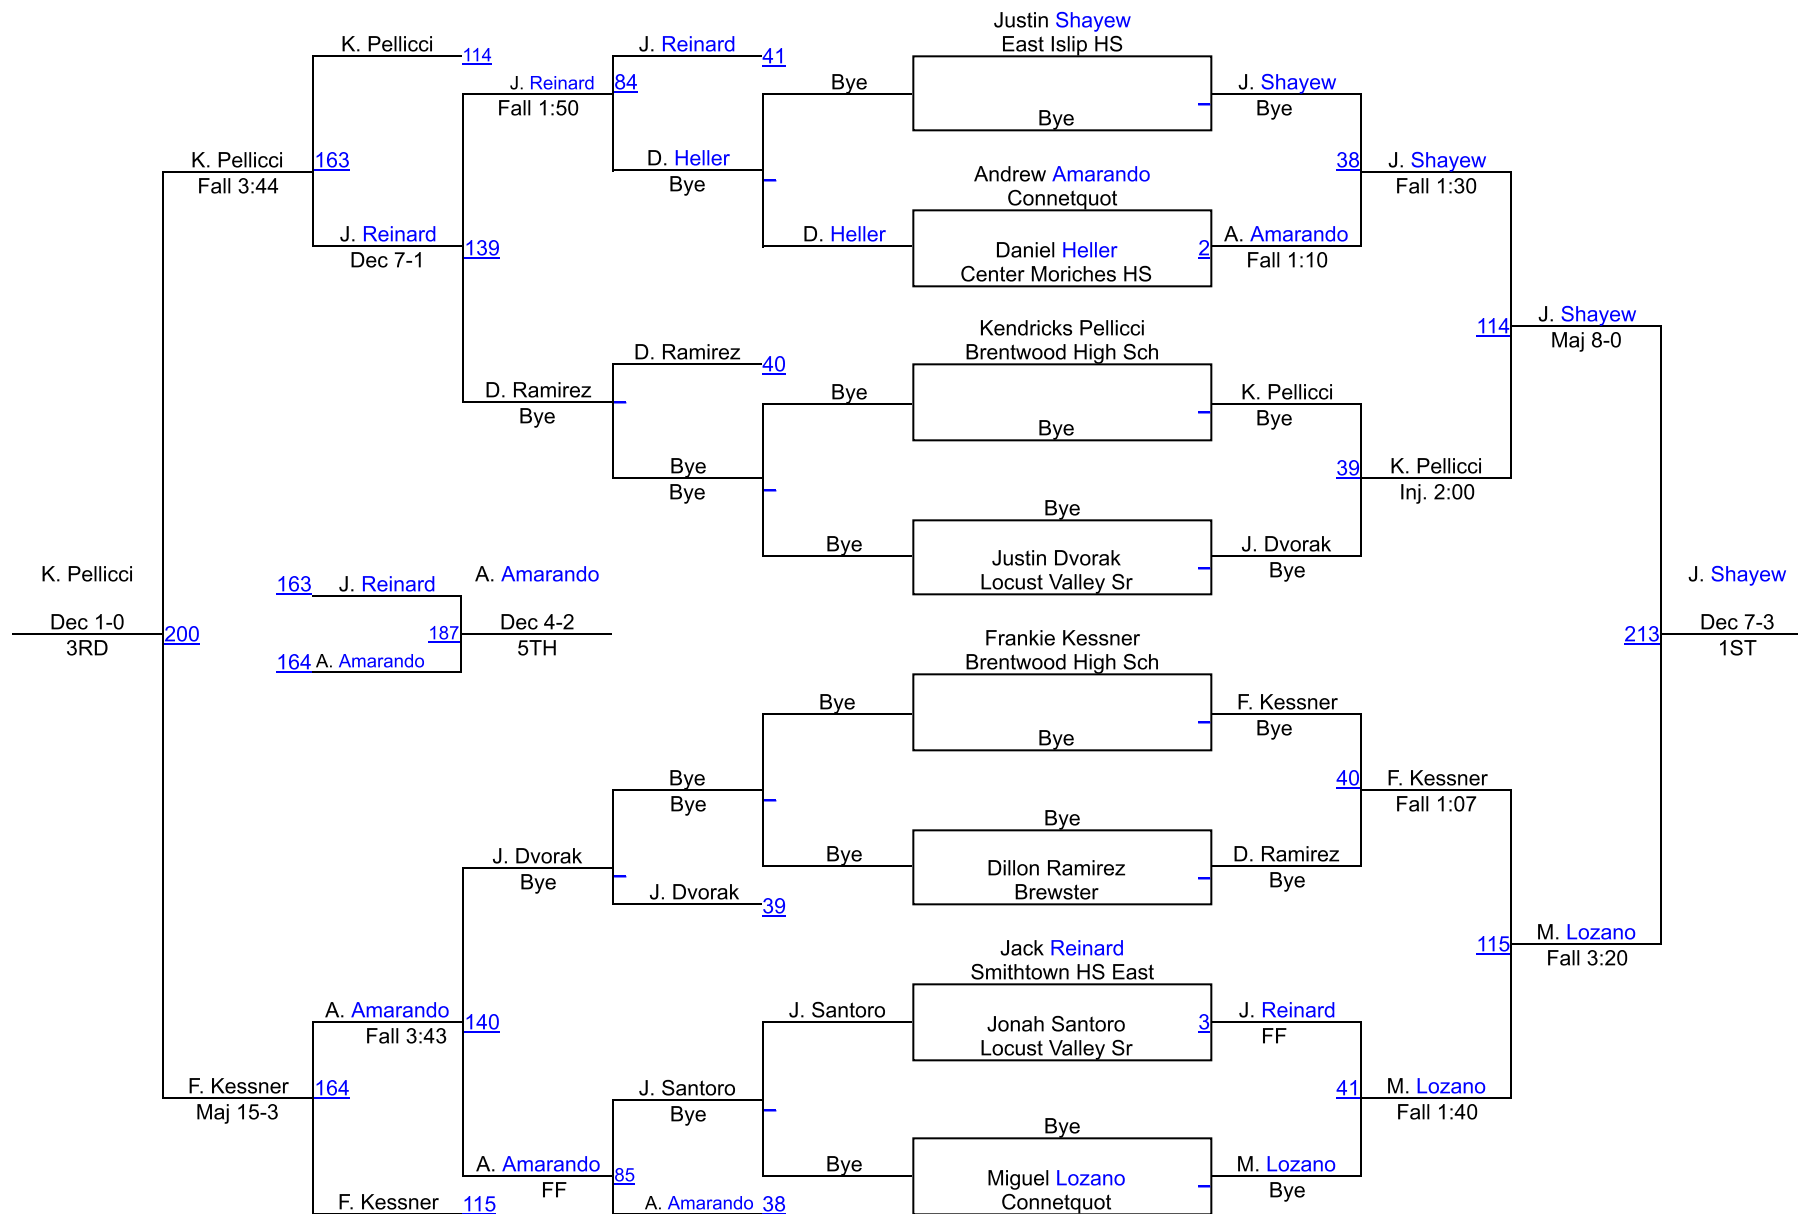 Justin Shayew
K. Pellicci
J. Reinard
East Islip HS
114
41
J. Reinard
84
Bye
J. Shayew
Fall 1:50
Bye
Bye
D. Heller
K. Pellicci
163
38
J. Shayew
Fall 3:44
Bye
Andrew Amarando
Fall 1:30
Connetquot
J. Reinard
D. Heller
A. Amarando
139
Daniel Heller
2
Dec 7-1
Center Moriches HS
Fall 1:10
Kendricks Pellicci
114
J. Shayew
D. Ramirez
Brentwood High Sch
Maj 8-0
40
D. Ramirez
Bye
K. Pellicci
Bye
Bye
Bye
Bye
39
K. Pellicci
Bye
Inj. 2:00
Bye
Bye
Justin Dvorak
J. Dvorak
Locust Valley Sr
Bye
K. Pellicci
163
J. Reinard
A. Amarando
J. Shayew
Dec 1-0
200
187
Dec 4-2
213
Dec 7-3
3RD
164
A. Amarando
5TH
1ST
Frankie Kessner
Brentwood High Sch
Bye
F. Kessner
Bye
Bye
Bye
40
F. Kessner
Bye
Fall 1:07
Bye
J. Dvorak
Bye
Dillon Ramirez
D. Ramirez
Bye
Brewster
Bye
J. Dvorak
39
Jack Reinard
115
M. Lozano
Smithtown HS East
Fall 3:20
A. Amarando
140
J. Santoro
Jonah Santoro
3
J. Reinard
Fall 3:43
Locust Valley Sr
FF
F. Kessner
164
J. Santoro
41
M. Lozano
Maj 15-3
Bye
Fall 1:40
Bye
A. Amarando
85
Bye
Miguel Lozano
M. Lozano
FF
Connetquot
Bye
F. Kessner
115
A. Amarando
38